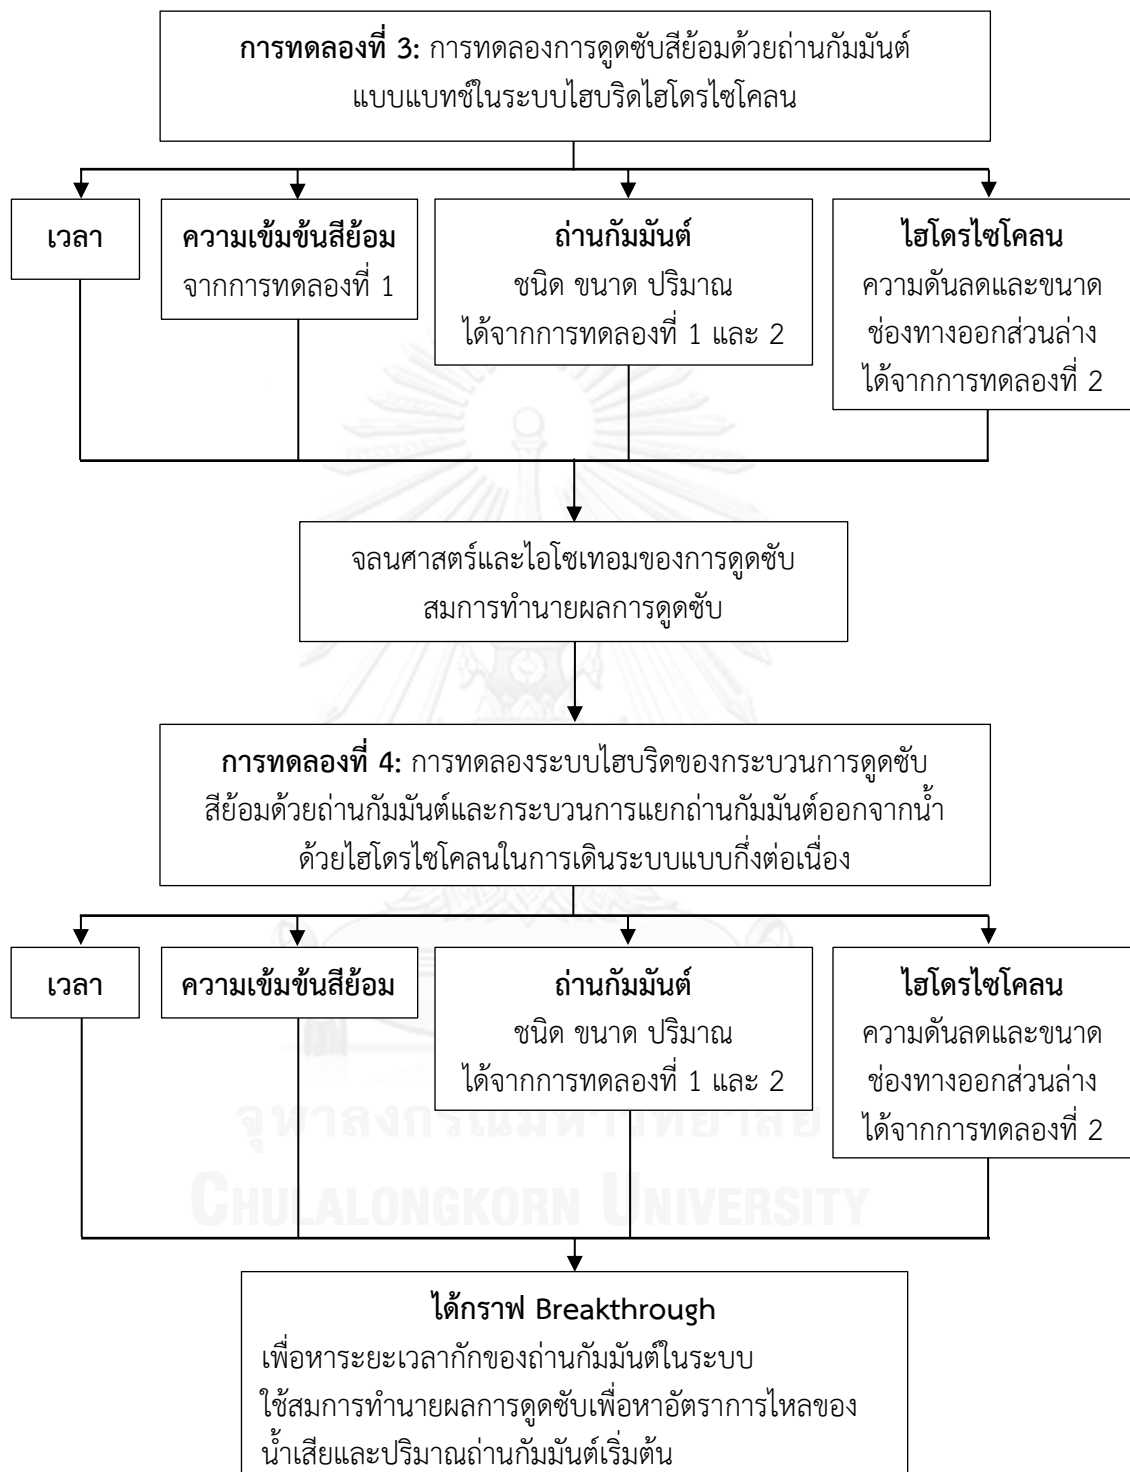 การทดลองที่ 3: การทดลองการดูดซับสีย้อมด้วยถ่านกัมมันต์
แบบแบทช์ในระบบไฮบริดไฮโดรไซโคลน
เวลา
ความเข้มข้นสีย้อม
จากการทดลองที่ 1
ถ่านกัมมันต์
ชนิด ขนาด ปริมาณ
ได้จากการทดลองที่ 1 และ 2
ไฮโดรไซโคลน
ความดันลดและขนาด
ช่องทางออกส่วนล่าง
ได้จากการทดลองที่ 2
จลนศาสตร์และไอโซเทอมของการดูดซับ
สมการทำนายผลการดูดซับ
การทดลองที่ 4: การทดลองระบบไฮบริดของกระบวนการดูดซับ
สีย้อมด้วยถ่านกัมมันต์และกระบวนการแยกถ่านกัมมันต์ออกจากน้ำ
ด้วยไฮโดรไซโคลนในการเดินระบบแบบกึ่งต่อเนื่อง
เวลา
ความเข้มข้นสีย้อม
ถ่านกัมมันต์
ชนิด ขนาด ปริมาณ
ได้จากการทดลองที่ 1 และ 2
ไฮโดรไซโคลน
ความดันลดและขนาด
ช่องทางออกส่วนล่าง
ได้จากการทดลองที่ 2
จุฬาลงกรณ์มหาวิทยาลัย
CHULALONGKORN UNIVERSITY
ได้กราฟ Breakthrough
เพื่อหาระยะเวลากักของถ่านกัมมันต์ในระบบ
ใช้สมการทำนายผลการดูดซับเพื่อหาอัตราการไหลของ
น้ำเสียและปริมาณถ่านกัมมันต์เริ่มต้น